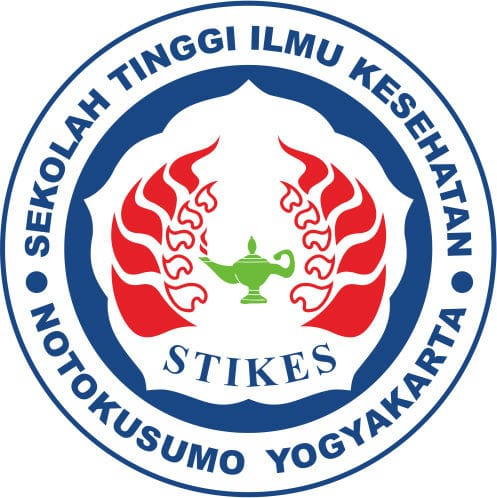 SEKOLAH TINGGI ILMU KESEHATAN
STIKES
NOTOKUSUMO YOGYAKARTA